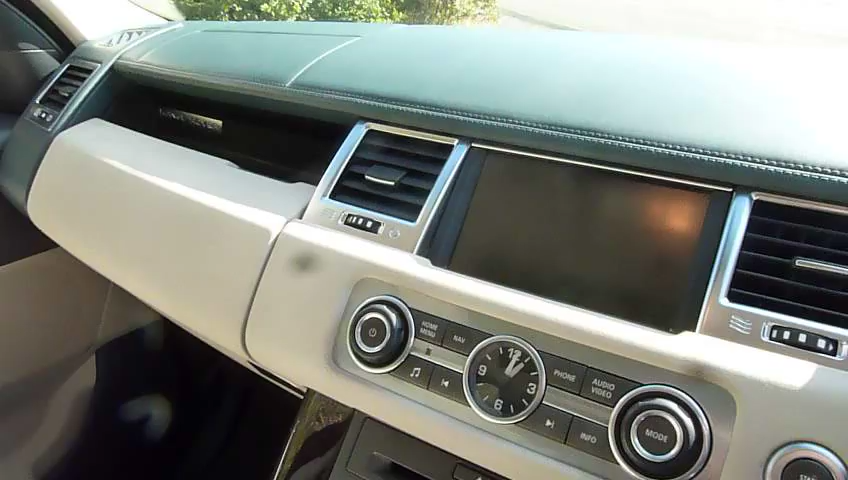 HOME
MENU
NAV
12
9
3
6
PHONE
AUDIO
VIDEO
INFO
MODE